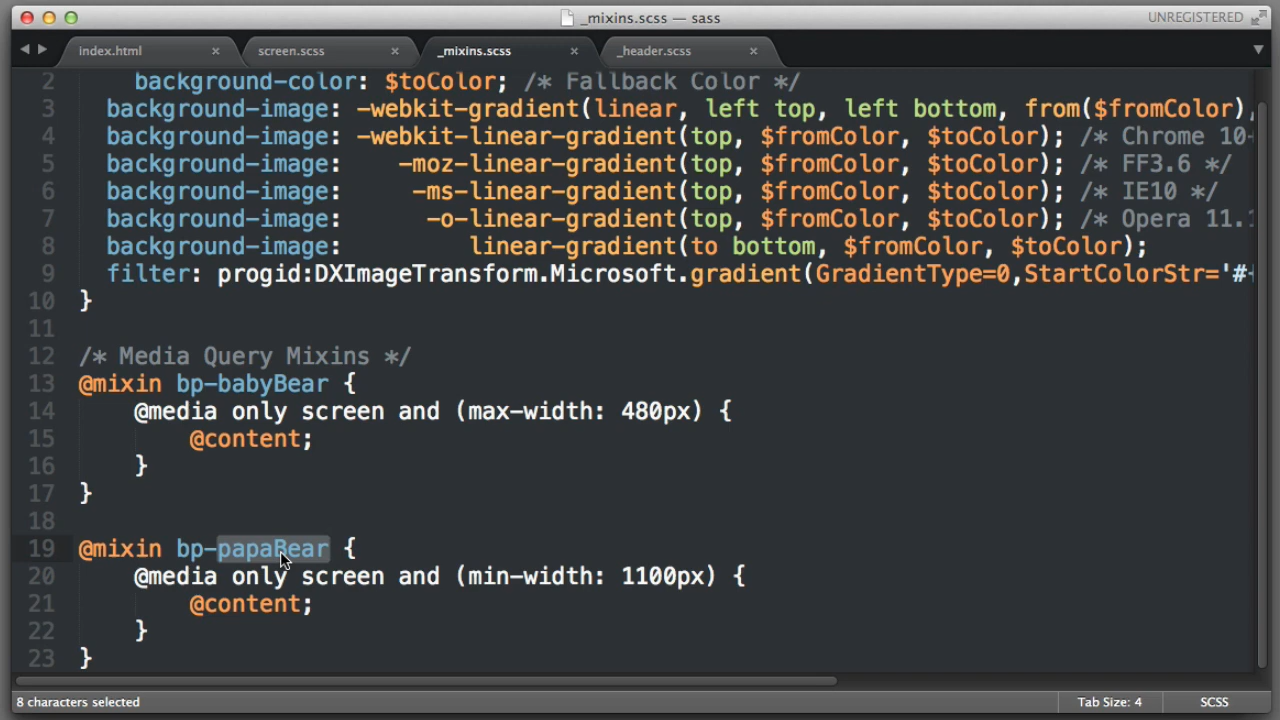 _mixins.scss — sass
UNREGISTERED
index.html × screen.scss × _mixins.scss × _header.scss ×
2 background-color: $toColor; /* Fallback Color */
3 background-image: -webkit-gradient(linear, left top, left bottom, from($fromColor),
4 background-image: -webkit-linear-gradient(top, $fromColor, $toColor); /* Chrome 10
5 background-image: -moz-linear-gradient(top, $fromColor, $toColor); /* FF3.6 */
6 background-image: -ms-linear-gradient(top, $fromColor, $toColor); /* IE10 */
7 background-image: -o-linear-gradient(top, $fromColor, $toColor); /* Opera 11.1
8 background-image: linear-gradient(to bottom, $fromColor, $toColor);
9 filter: progid:DXImageTransform.Microsoft.gradient(GradientType=0,StartColorStr='#
10 }
11
12 /* Media Query Mixins */
13 @mixin bp-babyBear {
14 @media only screen and (max-width: 480px) {
15 @content;
16 }
17 }
18
19 @mixin bp-papaBear {
20 @media only screen and (min-width: 1100px) {
21 @content;
22 }
23 }
8 characters selected
Tab Size: 4
SCSS